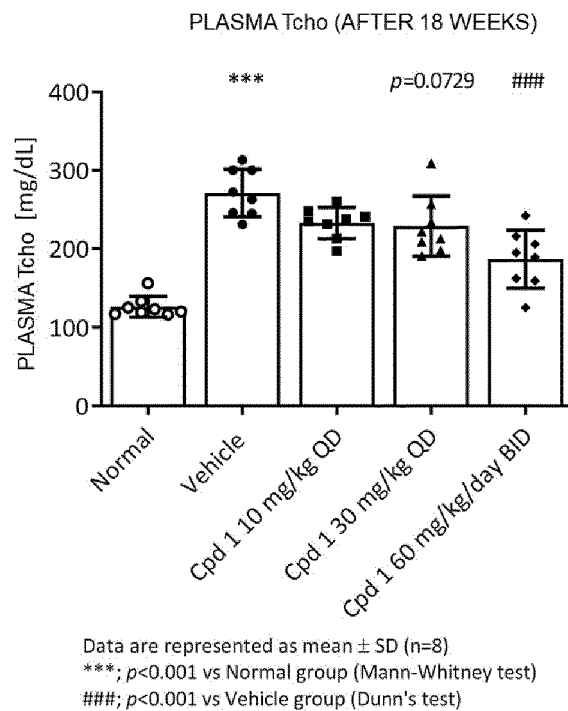 PLASMA Tcho (AFTER 18 WEEKS)
*** p=0.0729 ###
PLASMA Tcho [mg/dL]
400
300
200
100
0
Normal
Vehicle
Cpd 1 10 mg/kg QD
Cpd 1 30 mg/kg QD
Cpd 1 60 mg/kg/day BID
Data are represented as mean ± SD (n=8)
***; p<0.001 vs Normal group (Mann-Whitney test)
###; p<0.001 vs Vehicle group (Dunn's test)